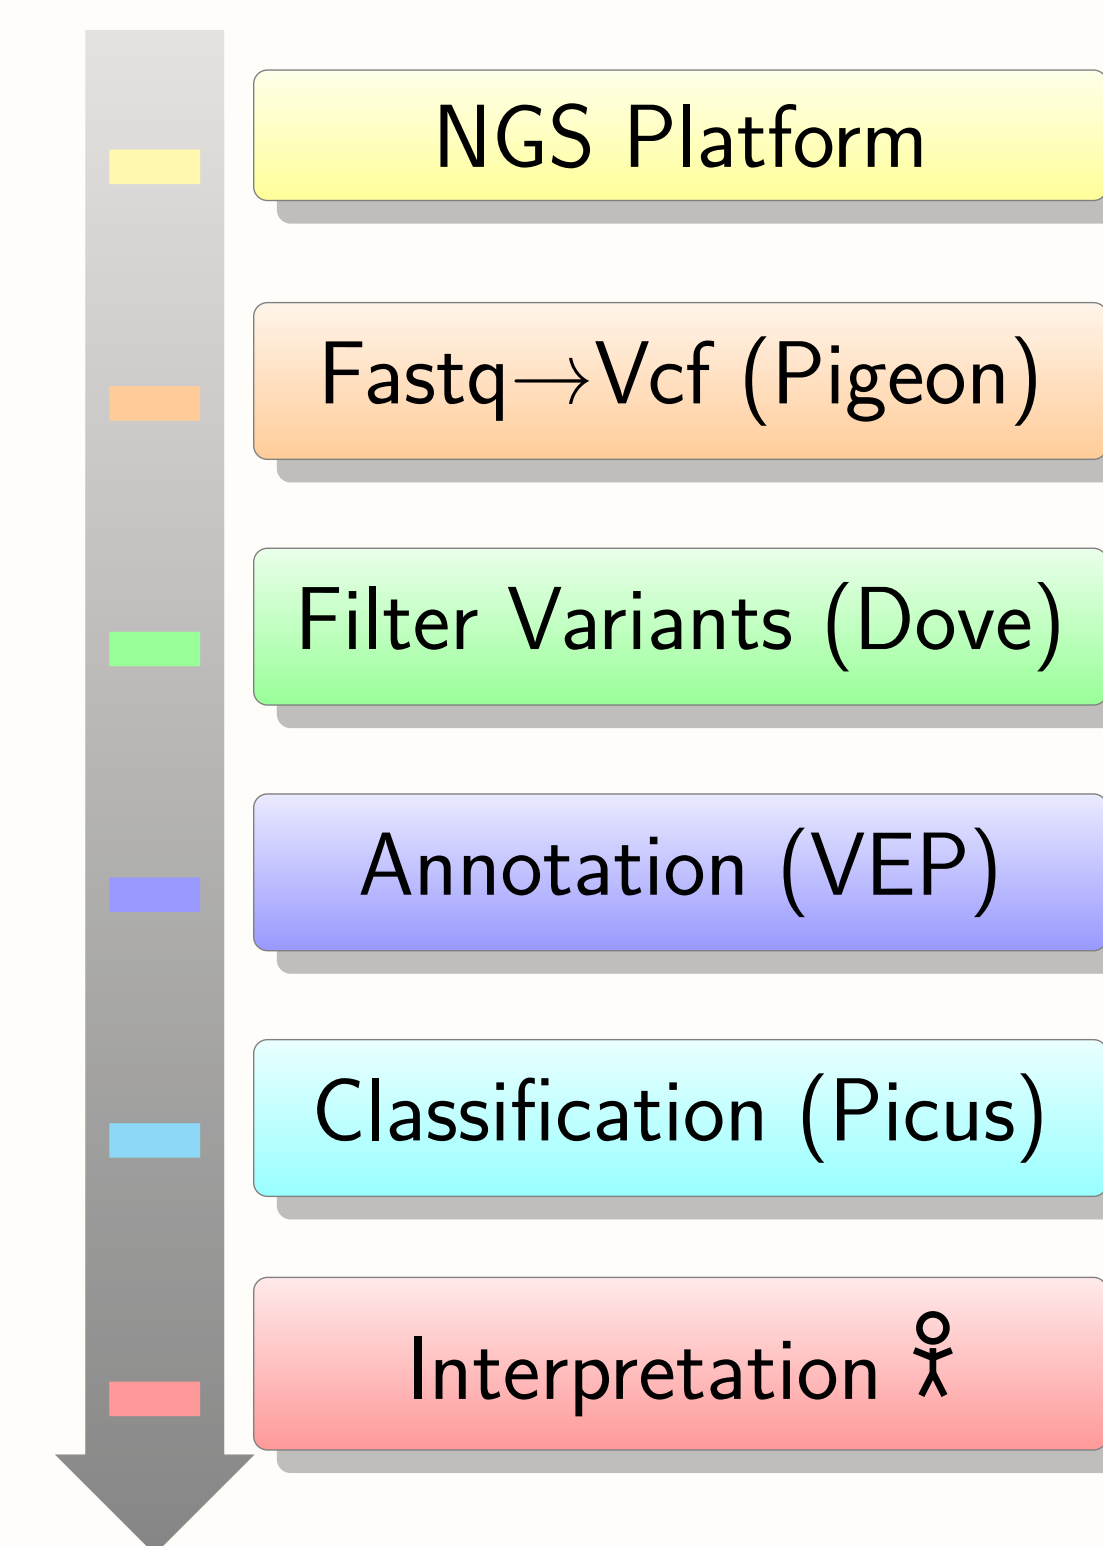 NGS Platform
Fastq→Vcf (Pigeon)
Filter Variants (Dove)
Annotation (VEP)
Classification (Picus)
Interpretation